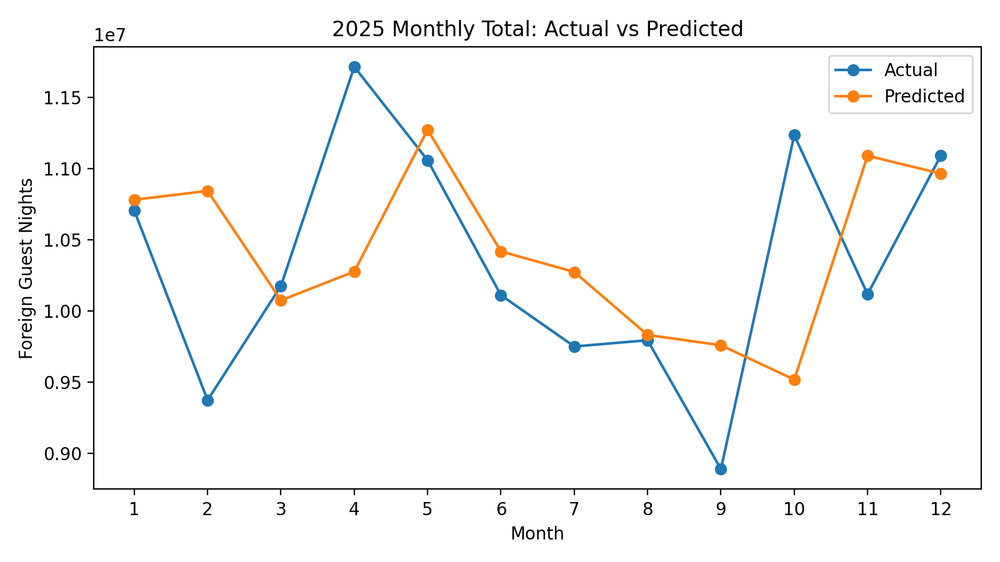 2025 Monthly Total: Actual vs Predicted
1e7
Actual
Predicted
1.15
1.10
1.05
1.00
0.95
0.90
Foreign Guest Nights
1 2 3 4 5 6 7 8 9 10 11 12
Month